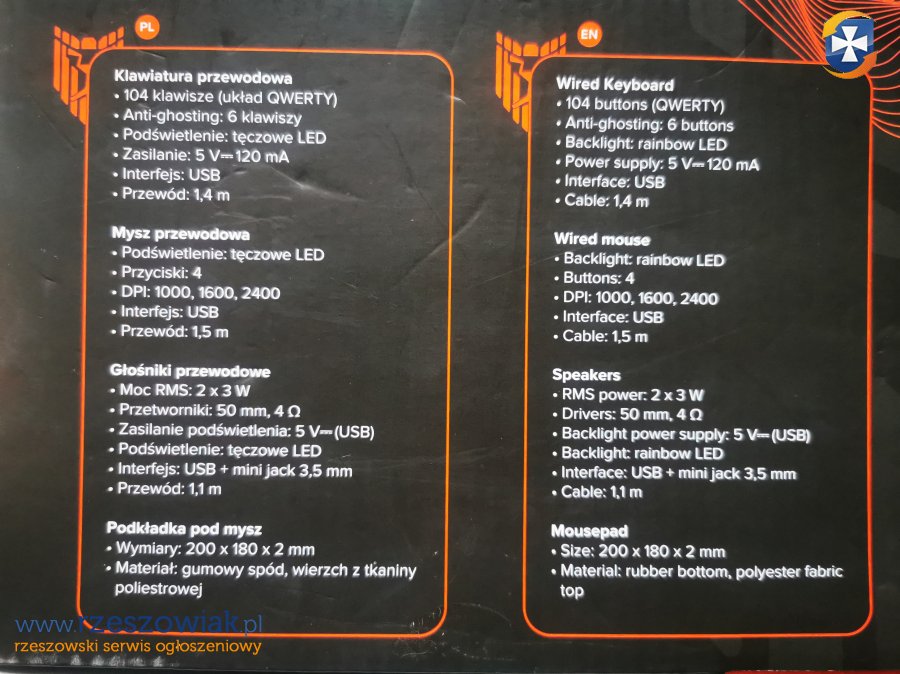 PL
Klawiatura przewodowa
• 104 klawisze (układ QWERTY)
• Anti-ghosting: 6 klawiszy
• Podświetlenie: tęczowe LED
• Zasilanie: 5 V⎓120 mA
• Interfejs: USB
• Przewód: 1,4 m
Mysz przewodowa
• Podświetlenie: tęczowe LED
• Przyciski: 4
• DPI: 1000, 1600, 2400
• Interfejs: USB
• Przewód: 1,5 m
Głośniki przewodowe
• Moc RMS: 2 x 3 W
• Przetworniki: 50 mm, 4 Ω
• Zasilanie podświetlenia: 5 V⎓(USB)
• Podświetlenie: tęczowe LED
• Interfejs: USB + mini jack 3,5 mm
• Przewód: 1,1 m
Podkładka pod mysz
• Wymiary: 200 x 180 x 2 mm
• Materiał: gumowy spód, wierzch z tkaniny
poliestrowej
EN
Wired Keyboard
• 104 buttons (QWERTY)
• Anti-ghosting: 6 buttons
• Backlight: rainbow LED
• Power supply: 5 V⎓120 mA
• Interface: USB
• Cable: 1,4 m
Wired mouse
• Backlight: rainbow LED
• Buttons: 4
• DPI: 1000, 1600, 2400
• Interface: USB
• Cable: 1,5 m
Speakers
• RMS power: 2 x 3 W
• Drivers: 50 mm, 4 Ω
• Backlight power supply: 5 V⎓(USB)
• Backlight: rainbow LED
• Interface: USB + mini jack 3,5 mm
• Cable: 1,1 m
Mousepad
• Size: 200 x 180 x 2 mm
• Material: rubber bottom, polyester fabric
top
www.rzeszowiak.pl
rzeszowski serwis ogłoszeniowy